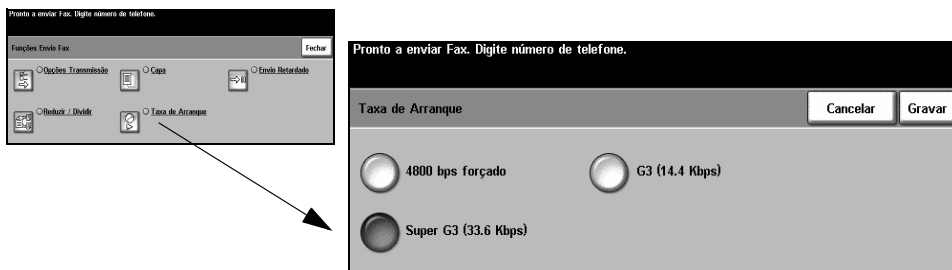 Pronto a enviar Fax. Digite número de telefone.
Funções Envio Fax
Fechar
Opções Transmissão
Capa
Envio Retardado
Reduzir / Dividir
Taxa de Arranque
Pronto a enviar Fax. Digite número de telefone.
Taxa de Arranque
Cancelar
Gravar
4800 bps forçado
G3 (14.4 Kbps)
Super G3 (33.6 Kbps)